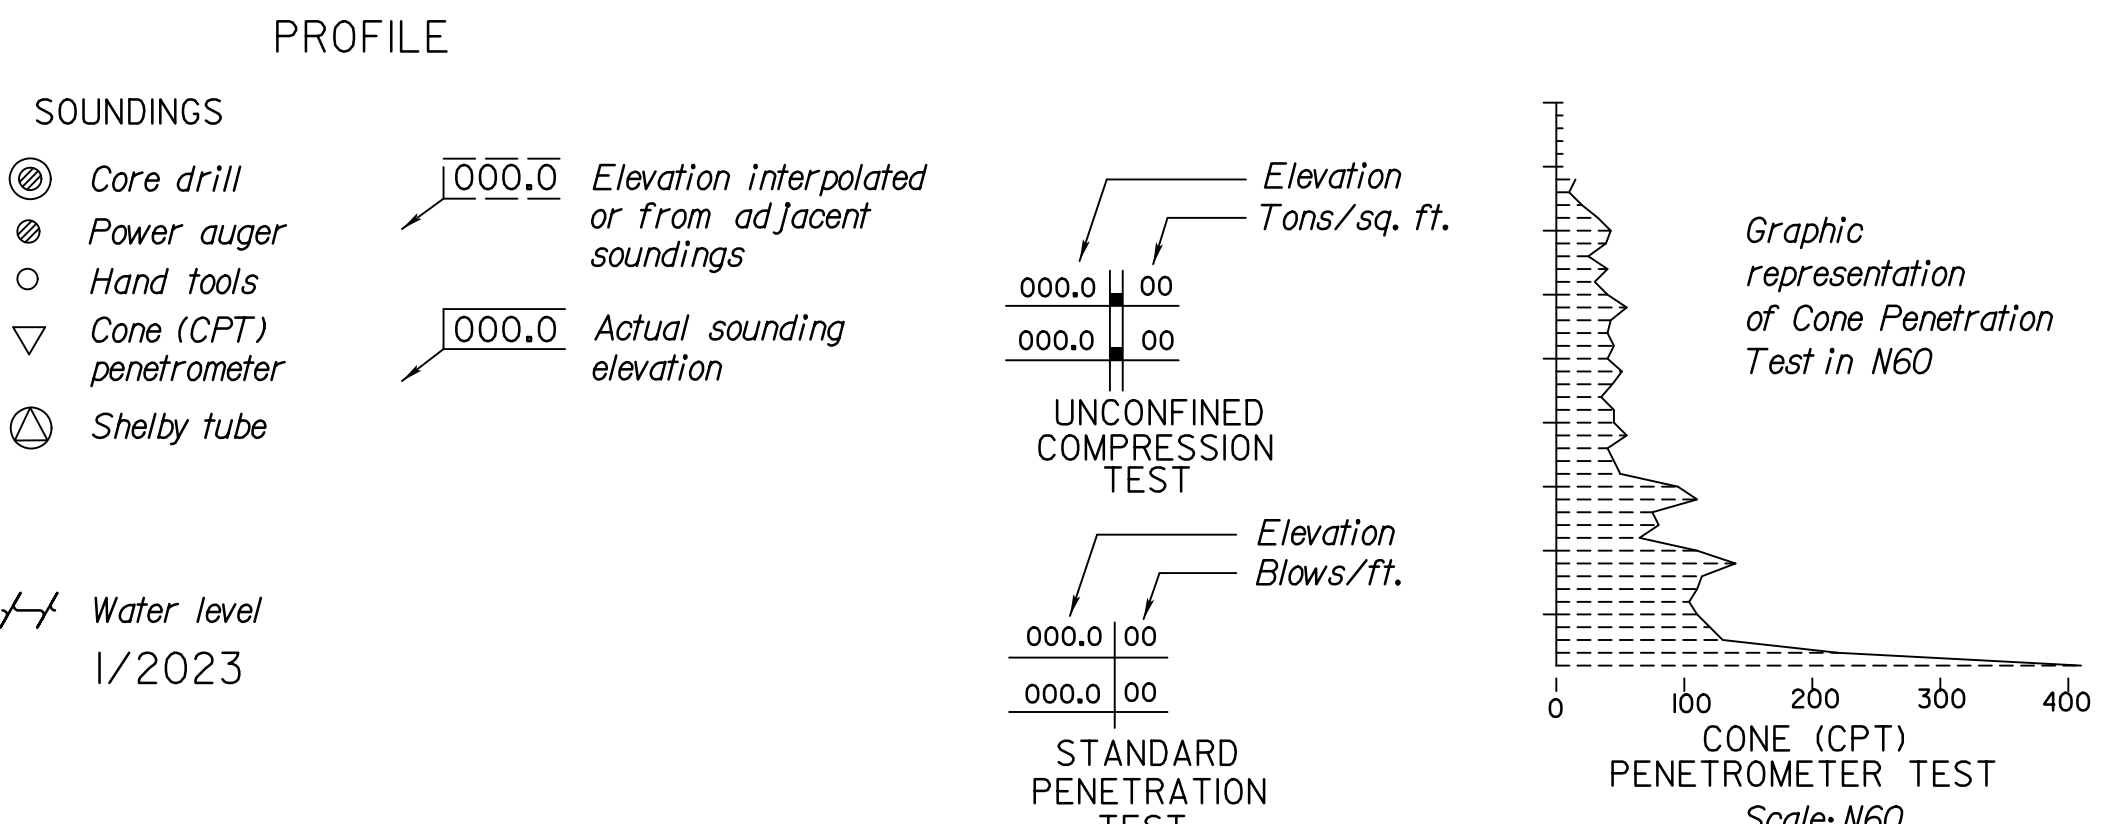 PROFILE
SOUNDINGS
Core drill
Power auger
Hand tools
Cone (CPT)
penetrometer
Shelby tube
Water level
1/2023
000.0
Elevation interpolated
or from adjacent
soundings
000.0
Actual sounding
elevation
Elevation
Tons/sq. ft.
000.0 00
000.0 00
UNCONFINED
COMPRESSION
TEST
Elevation
Blows/ft.
000.0 00
000.0 00
STANDARD
PENETRATION
TEST
Graphic
representation
of Cone Penetration
Test in N60
0 100 200 300 400
CONE (CPT)
PENETROMETER TEST
Scale: N60